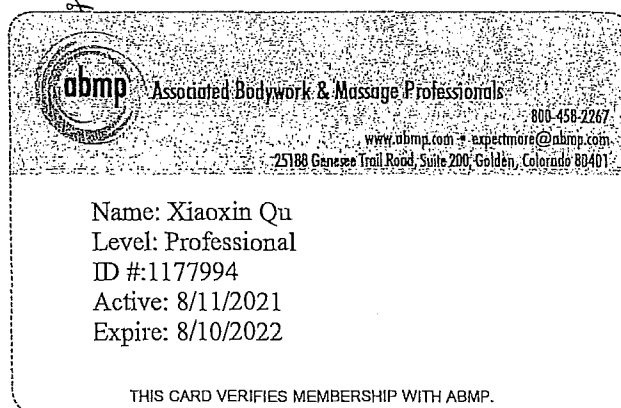 abmp
Associated Bodywork & Massage Professionals
800-458-2267
www.abmp.com • expectmore@abmp.com
25188 Genesee Trail Road, Suite 200, Golden, Colorado 80401
Name: Xiaoxin Qu
Level: Professional
ID #:1177994
Active: 8/11/2021
Expire: 8/10/2022
THIS CARD VERIFIES MEMBERSHIP WITH ABMP.